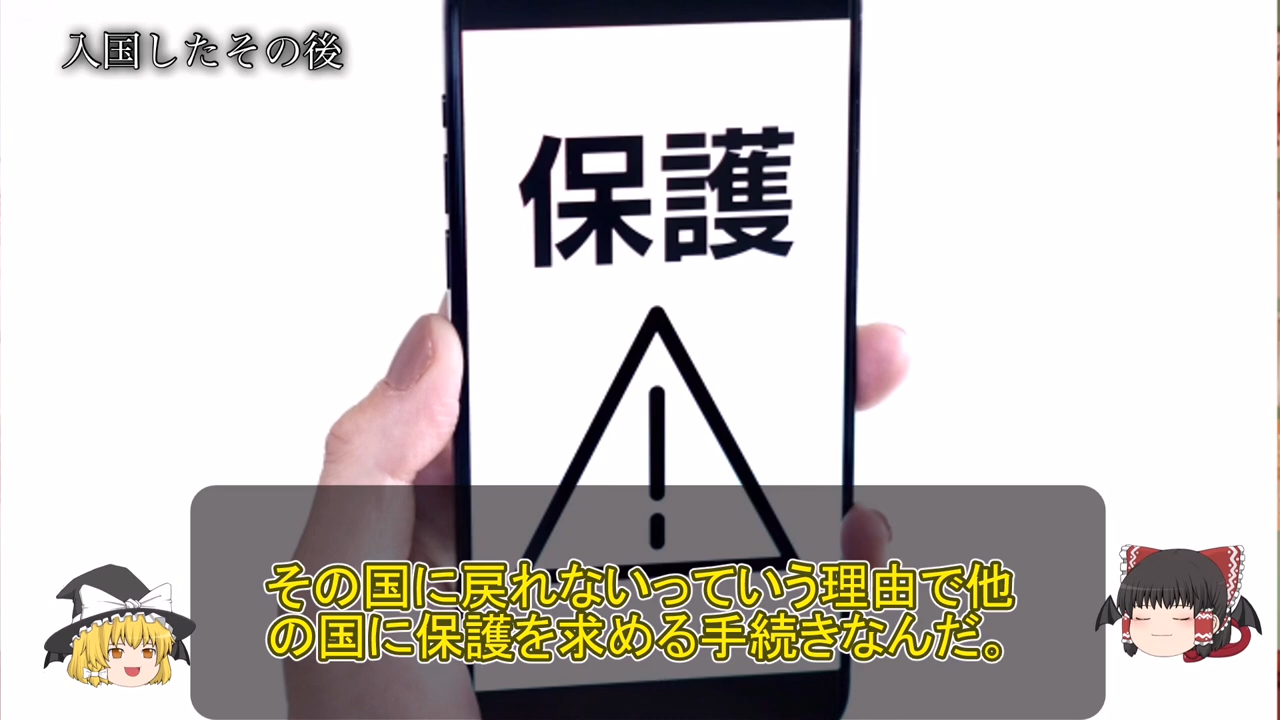 入国したその後
保護
その国に戻れないっていう理由で他
の国に保護を求める手続きなんだ。